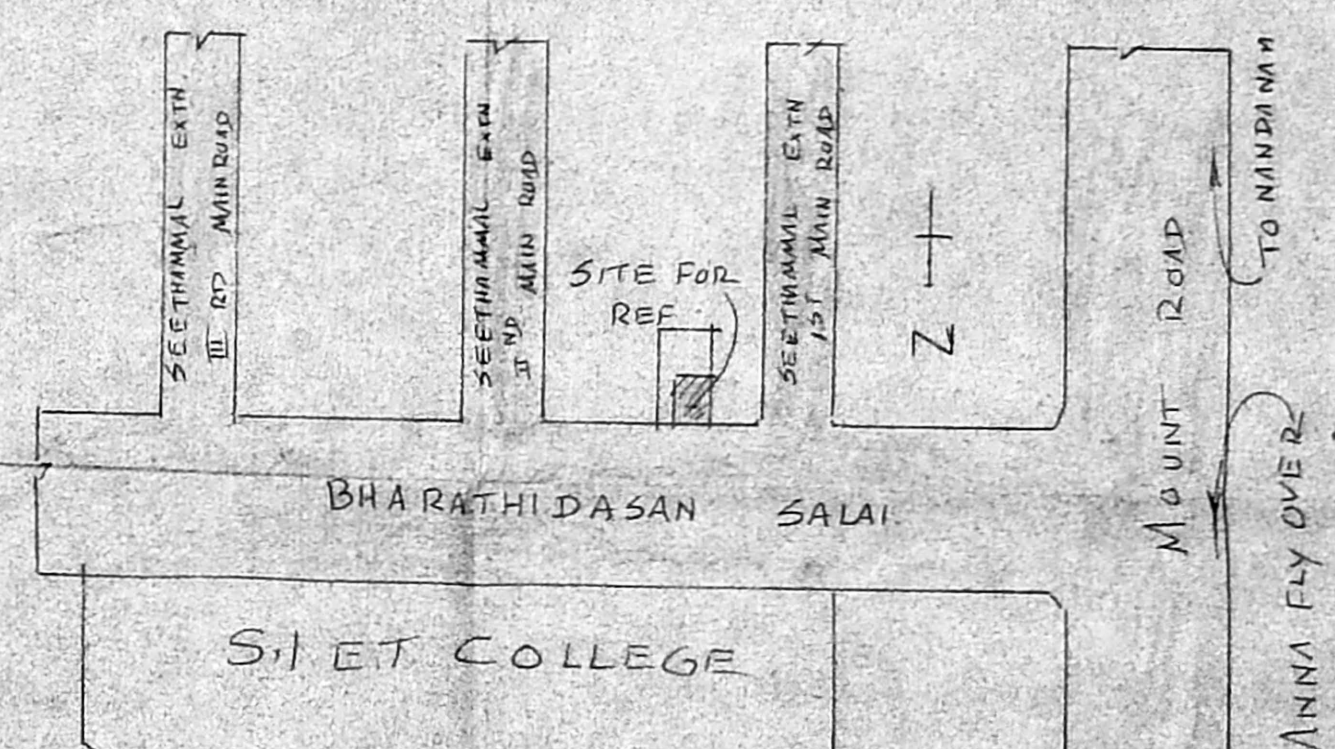 SEETHAMMAL EXTN.
III RD MAIN ROAD
SEETHAMMAL EXTN
II ND MAIN ROAD
SITE FOR
REF.
SEETHAMMAL EXTN
1ST MAIN ROAD
N
MOUNT ROAD
TO NANDANAM
ANNA FLY OVER
BHARATHIDASAN SALAI.
S.I ET COLLEGE